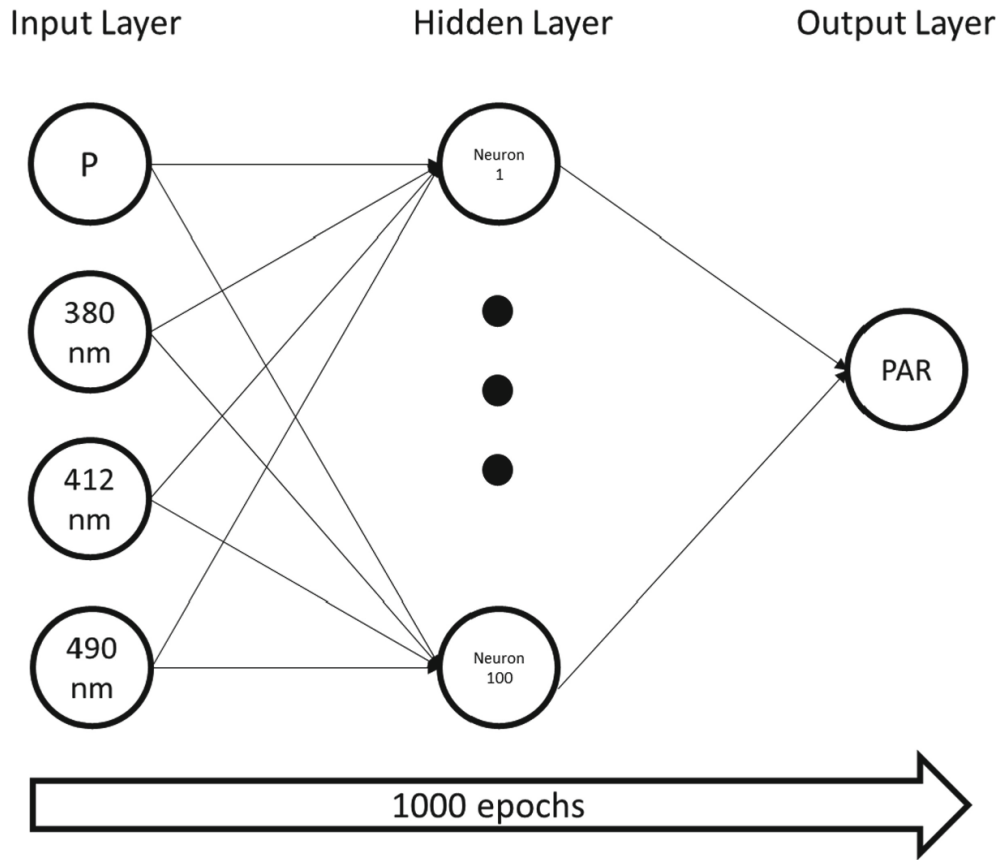 Input Layer
Hidden Layer
Output Layer
P
380
nm
412
nm
490
nm
Neuron
1
Neuron
100
PAR
1000 epochs